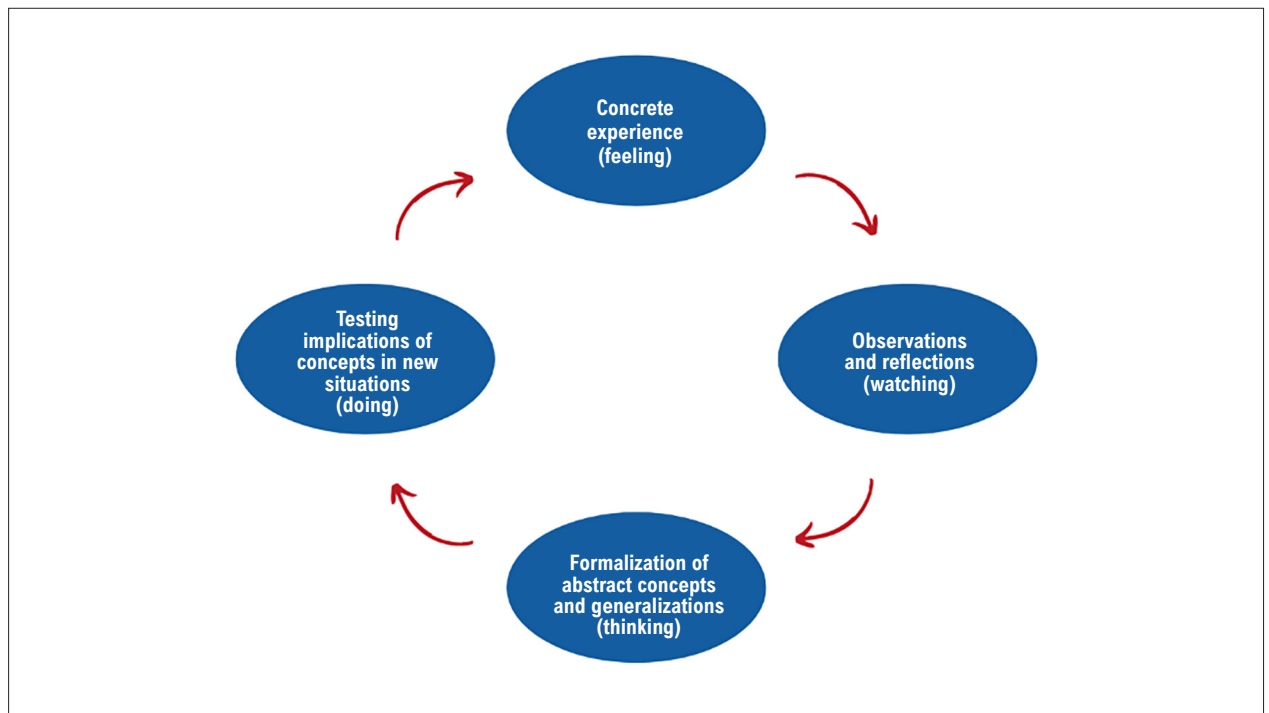 Concrete
experience
(feeling)
Observations
and reflections
(watching)
Formalization of
abstract concepts
and generalizations
(thinking)
Testing
implications of
concepts in new
situations
(doing)